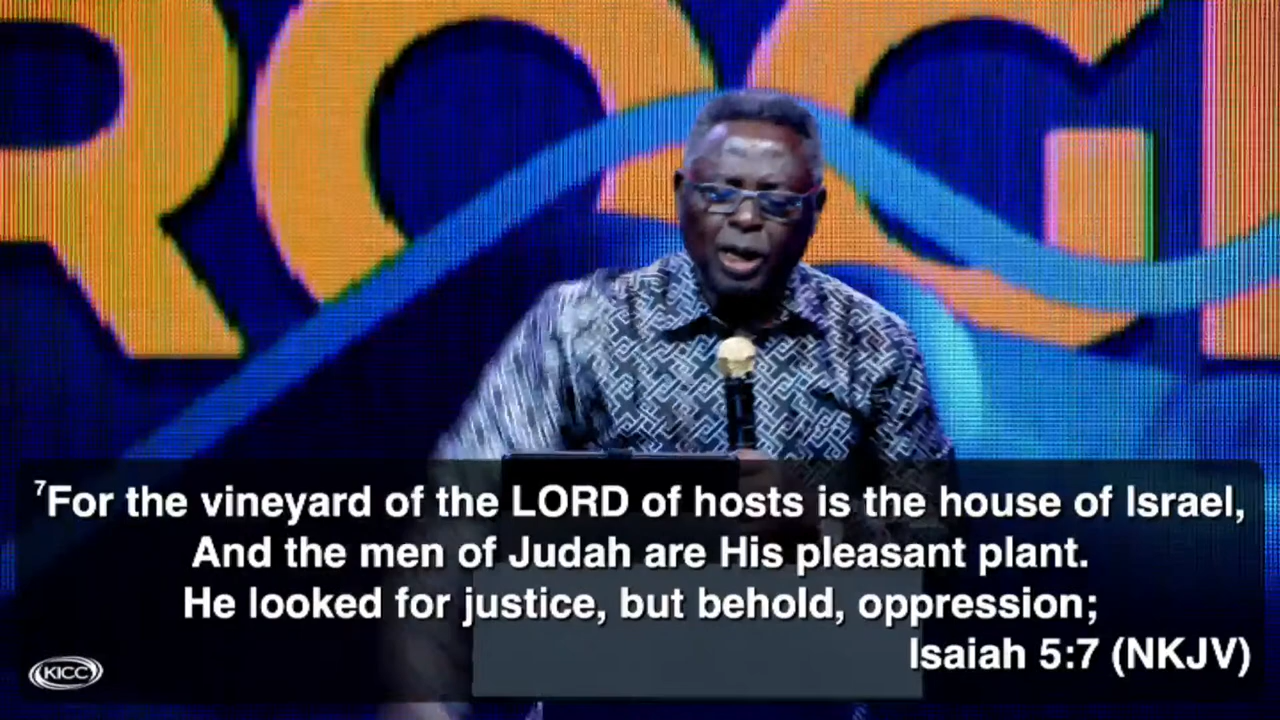 ROGR
⁷For the vineyard of the LORD of hosts is the house of Israel,
And the men of Judah are His pleasant plant.
He looked for justice, but behold, oppression;
Isaiah 5:7 (NKJV)
KICC